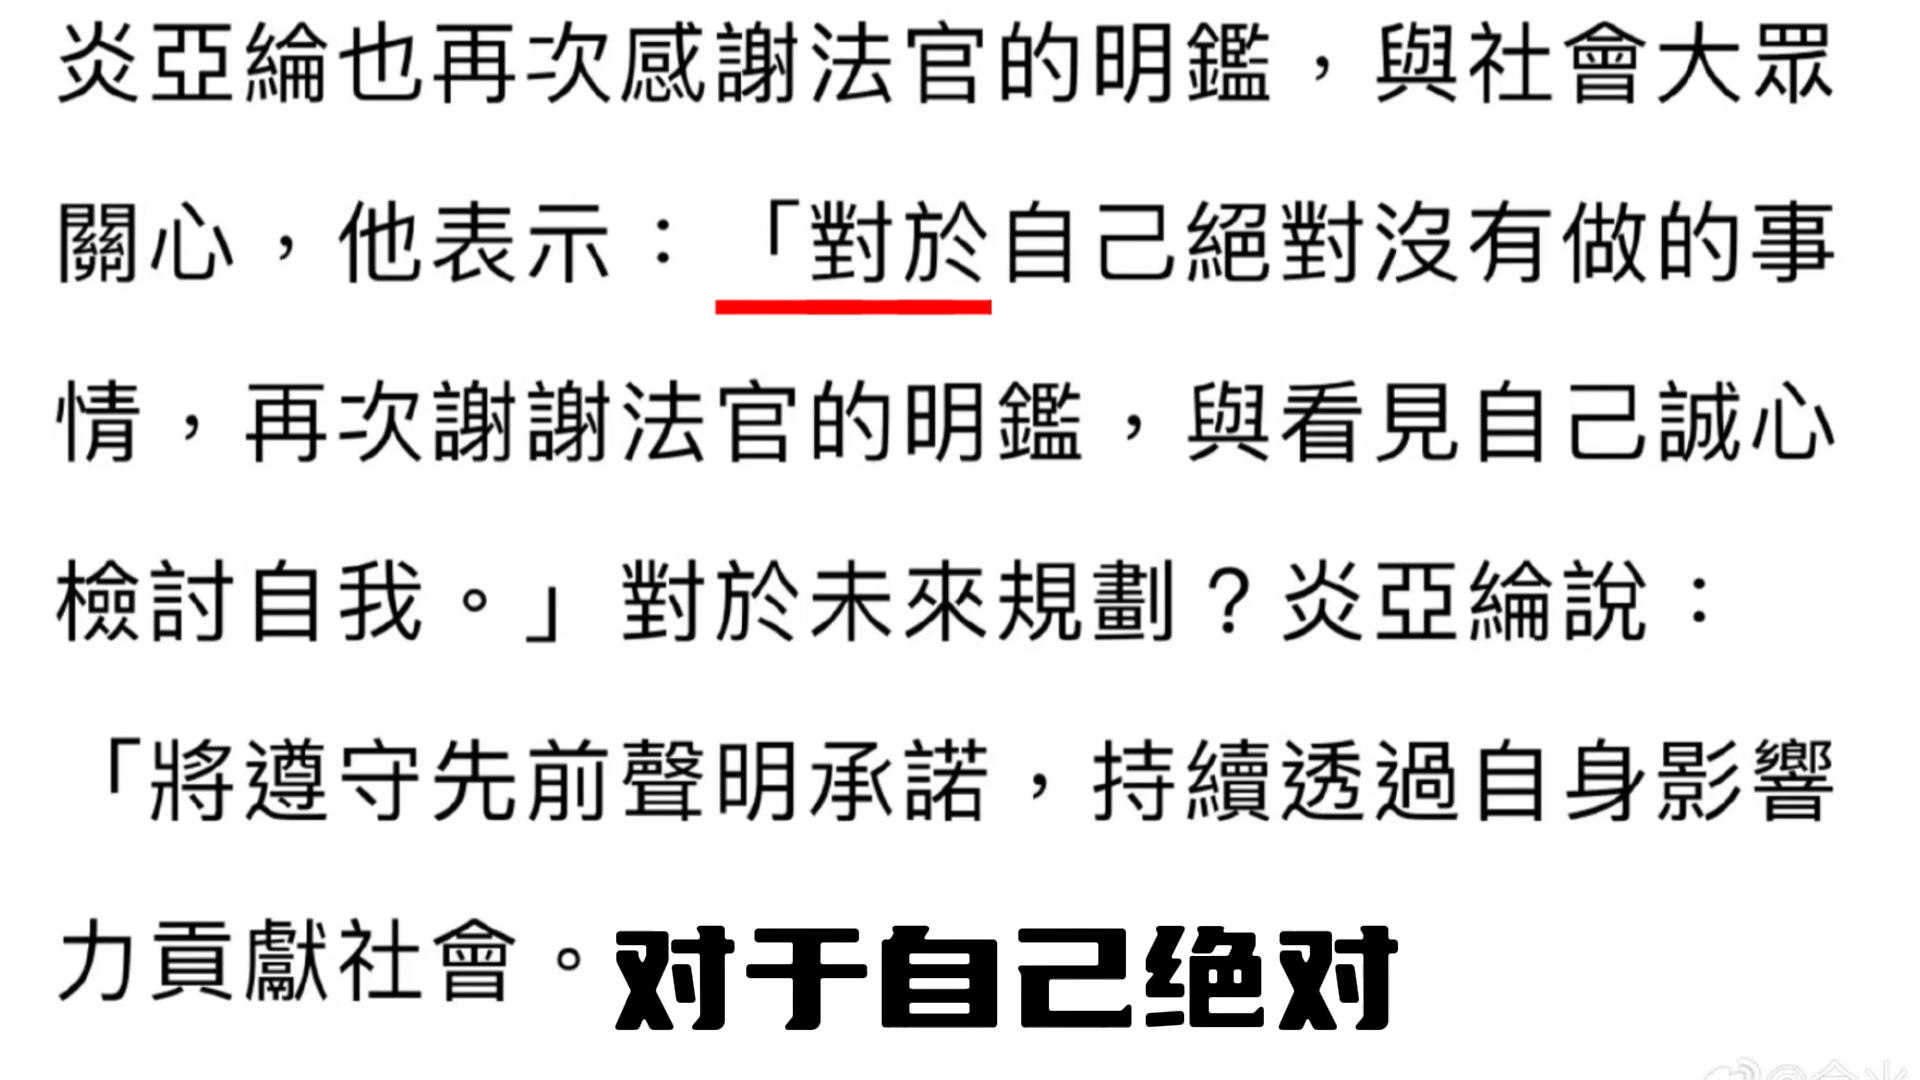 炎亞綸也再次感謝法官的明鑑，與社會大眾
關心，他表示：「對於自己絕對沒有做的事
情，再次謝謝法官的明鑑，與看見自己誠心
檢討自我。」對於未來規劃？炎亞綸說：
「將遵守先前聲明承諾，持續透過自身影響
力貢獻社會。
对于自己绝对